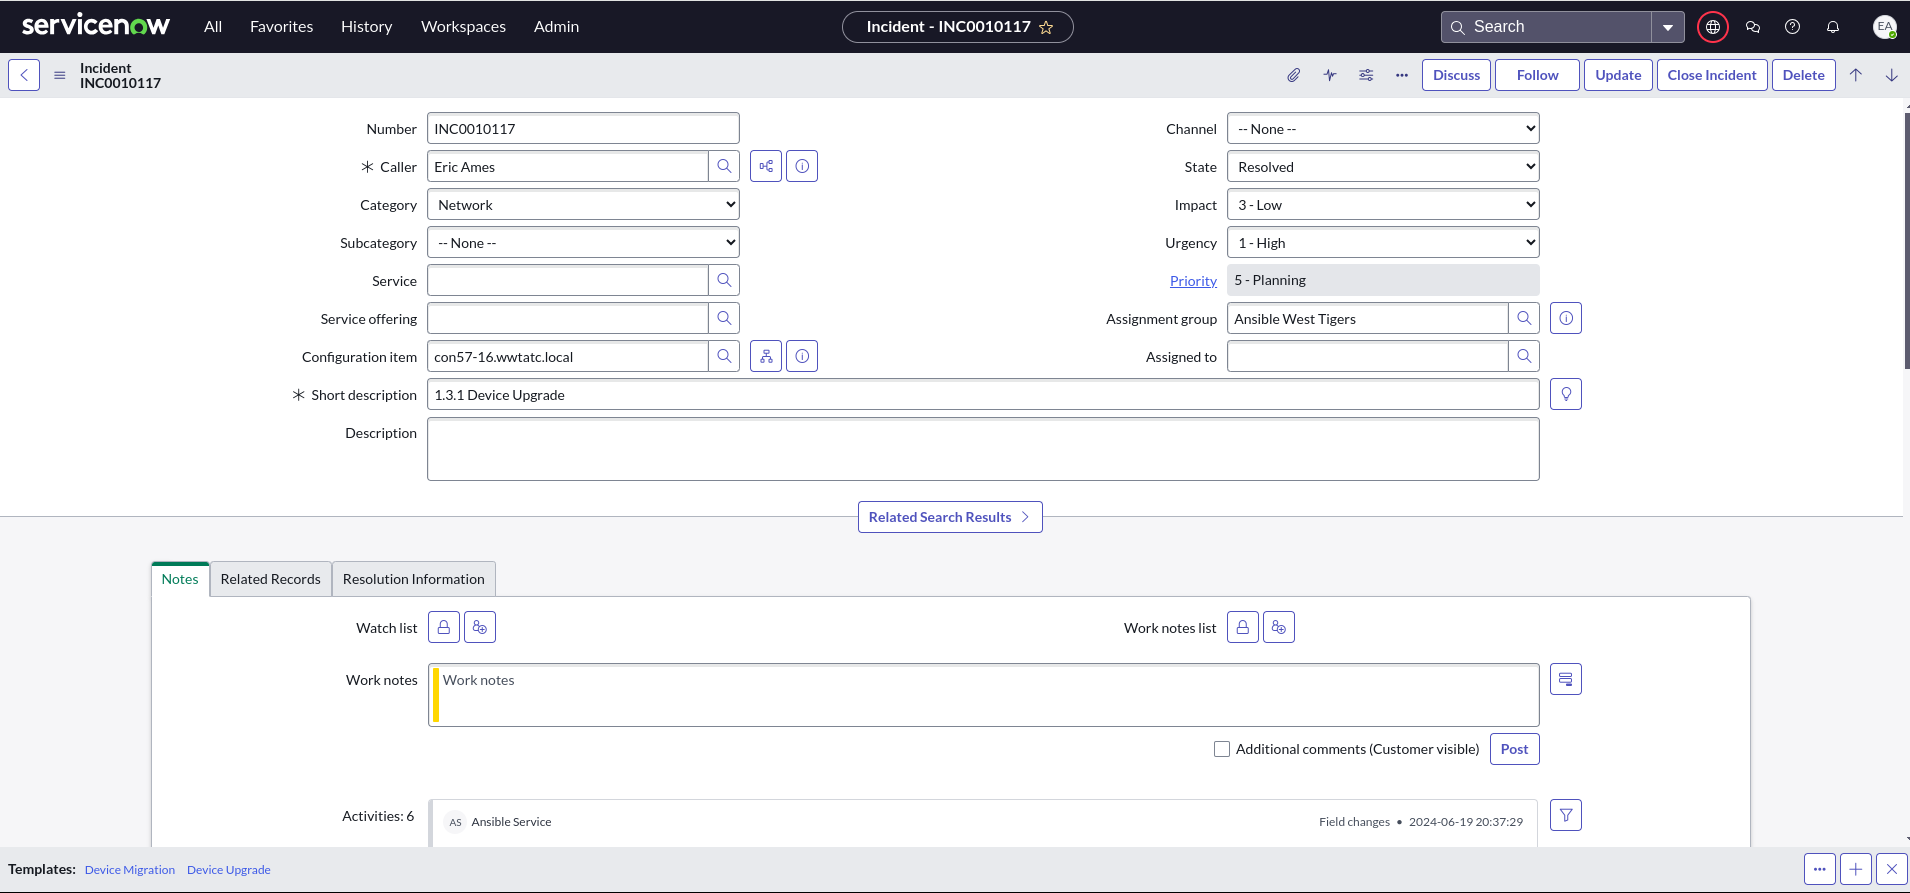 servicenow All Favorites History Workspaces Admin Incident - INC0010117 Search EA
Incident
INC0010117
Discuss Follow Update Close Incident Delete
Number INC0010117 Channel -- None --
Caller Eric Ames State Resolved
Category Network Impact 3 - Low
Subcategory -- None -- Urgency 1 - High
Service Priority 5 - Planning
Service offering Assignment group Ansible West Tigers
Configuration item con57-16.wwtatc.local Assigned to
Short description 1.3.1 Device Upgrade
Description
Related Search Results
Notes Related Records Resolution Information
Watch list Work notes list
Work notes Work notes
Additional comments (Customer visible) Post
Activities: 6 AS Ansible Service Field changes • 2024-06-19 20:37:29
Templates: Device Migration Device Upgrade